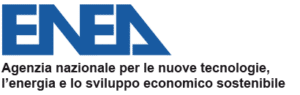 ENEA
Agenzia nazionale per le nuove tecnologie,
l'energia e lo sviluppo economico sostenibile